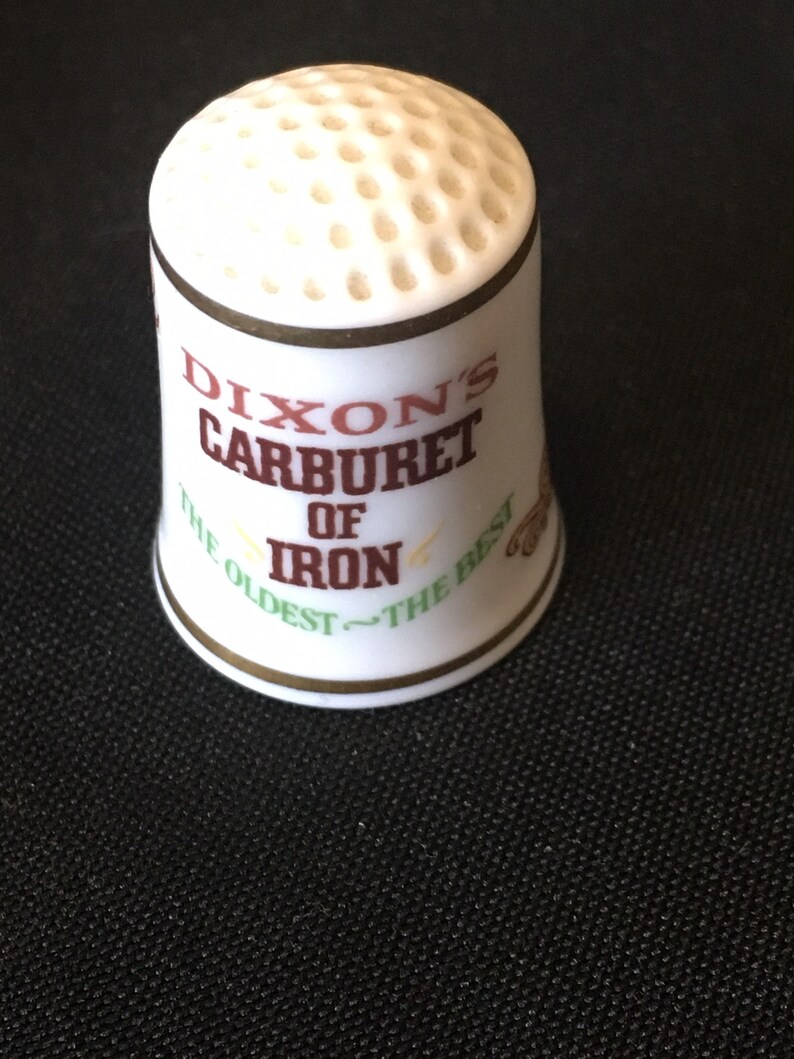 DIXON'S
CARBURET
OF
IRON
THE OLDEST ~ THE BEST